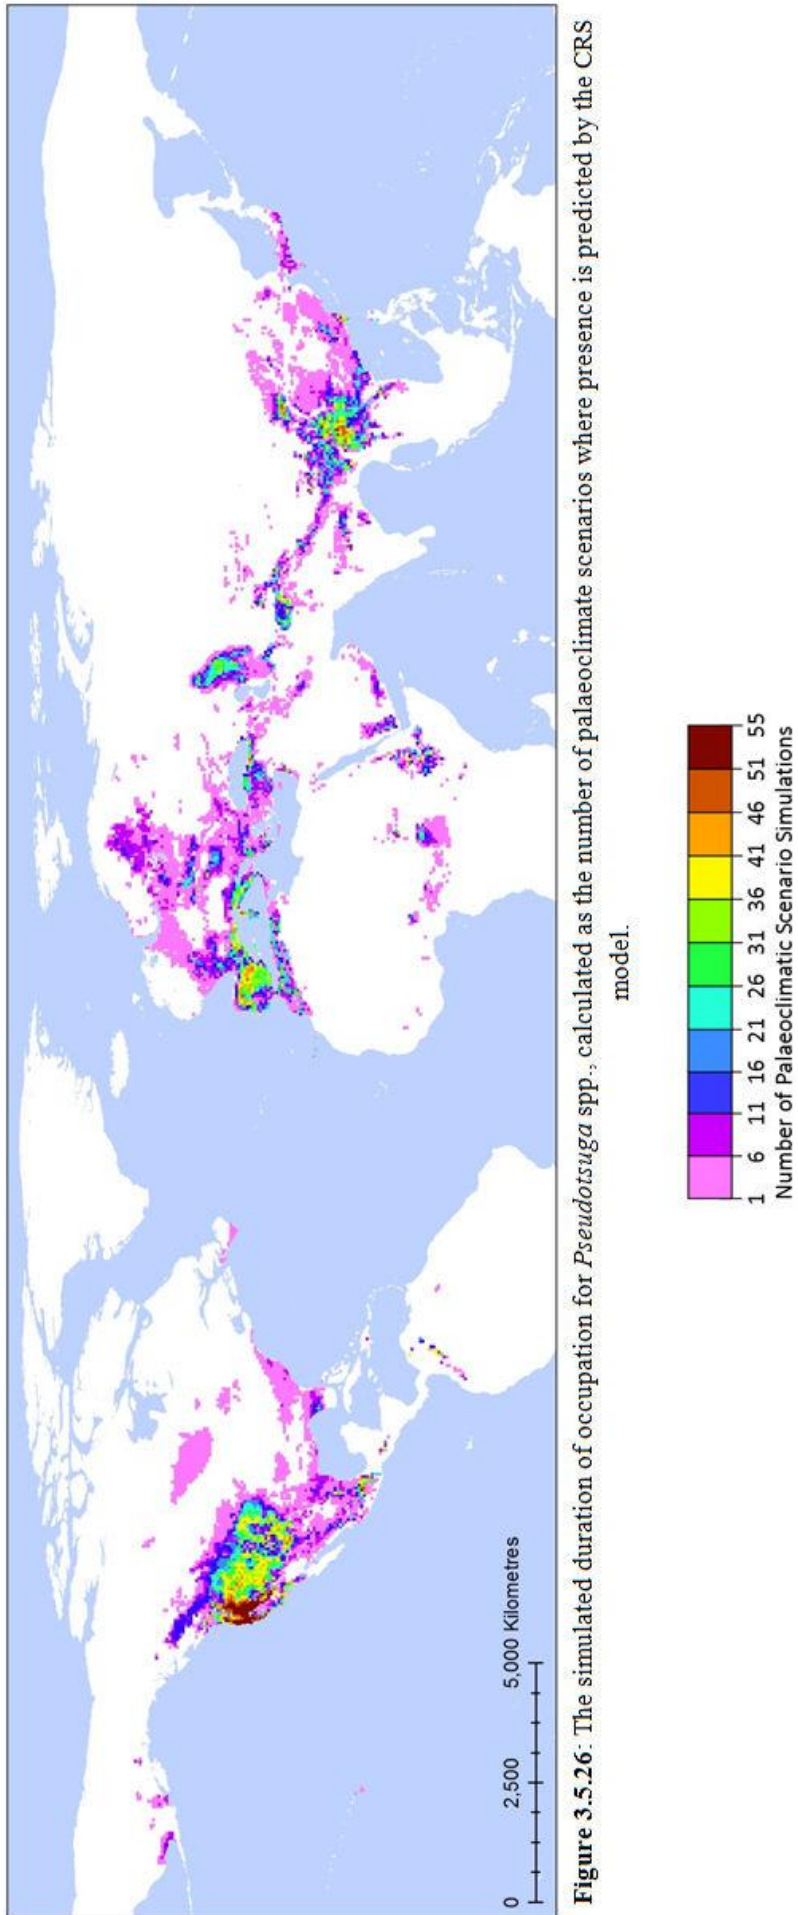 0 2,500 5,000 Kilometres
Figure 3.5.26: The simulated duration of occupation for Pseudotsuga spp., calculated as the number of palaeoclimate scenarios where presence is predicted by the CRS
model.
1 6 11 16 21 26 31 36 41 46 51 55
Number of Palaeoclimatic Scenario Simulations